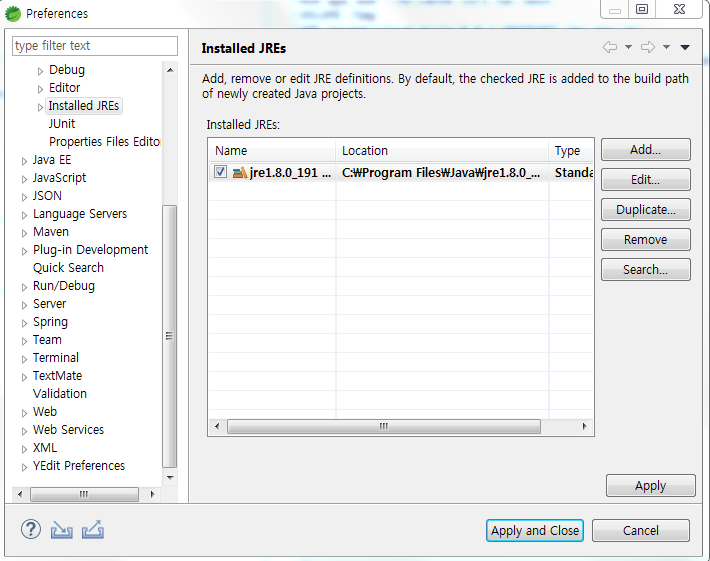 Preferences
type filter text
Debug
Editor
Installed JREs
JUnit
Properties Files Editor
Java EE
JavaScript
JSON
Language Servers
Maven
Plug-in Development
Quick Search
Run/Debug
Server
Spring
Team
Terminal
TextMate
Validation
Web
Web Services
XML
YEdit Preferences
Installed JREs
Add, remove or edit JRE definitions. By default, the checked JRE is added to the build path
of newly created Java projects.
Installed JREs:
Name Location Type
jre1.8.0_191 ... C:₩Program Files₩Java₩jre1.8.0_... Standa
Add...
Edit...
Duplicate...
Remove
Search...
Apply
Apply and Close Cancel